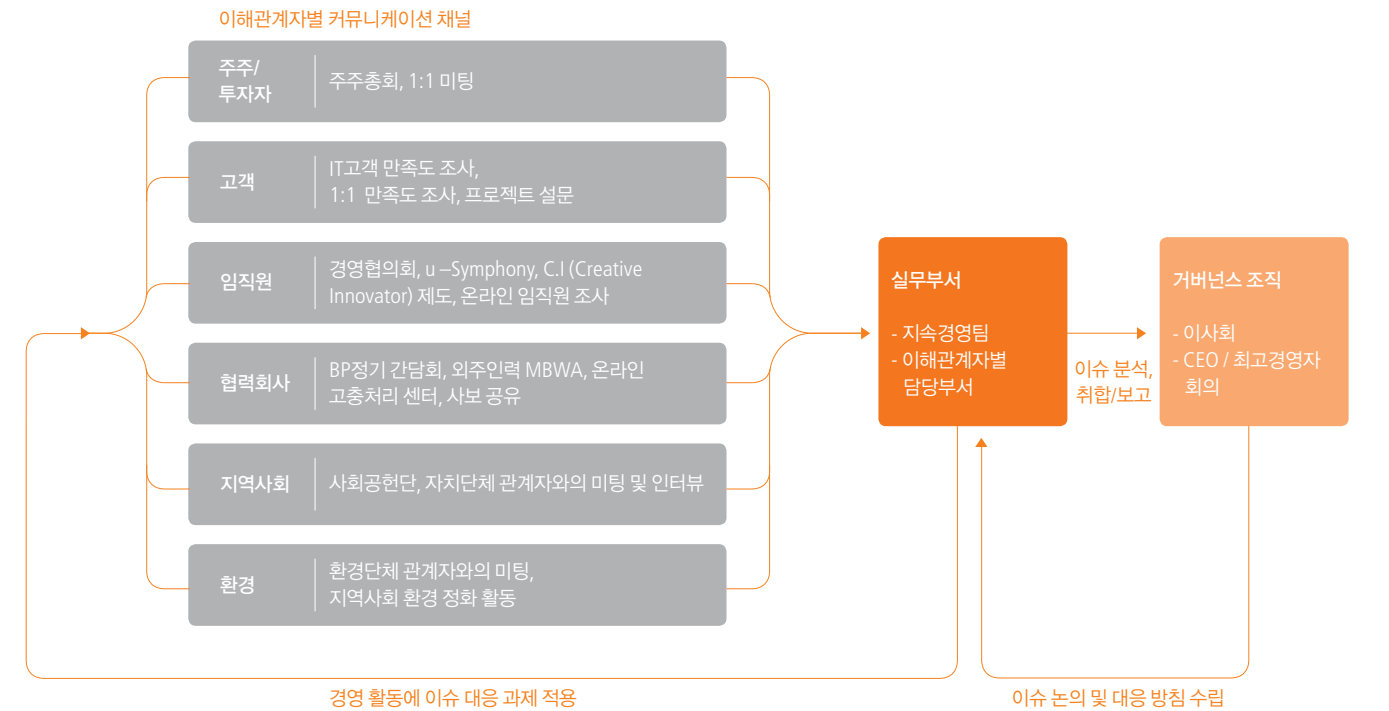 이해관계자별 커뮤니케이션 채널
주주/
투자자
주주총회, 1:1 미팅
고객
IT고객 만족도 조사,
1:1 만족도 조사, 프로젝트 설문
임직원
경영협의회, u –Symphony, C.I (Creative
Innovator) 제도, 온라인 임직원 조사
협력회사
BP정기 간담회, 외주인력 MBWA, 온라인
고충처리 센터, 사보 공유
지역사회
사회공헌단, 자치단체 관계자와의 미팅 및 인터뷰
환경
환경단체 관계자와의 미팅,
지역사회 환경 정화 활동
실무부서
- 지속경영팀
- 이해관계자별
담당부서
이슈 분석,
취합/보고
거버넌스 조직
- 이사회
- CEO / 최고경영자
회의
경영 활동에 이슈 대응 과제 적용
이슈 논의 및 대응 방침 수립